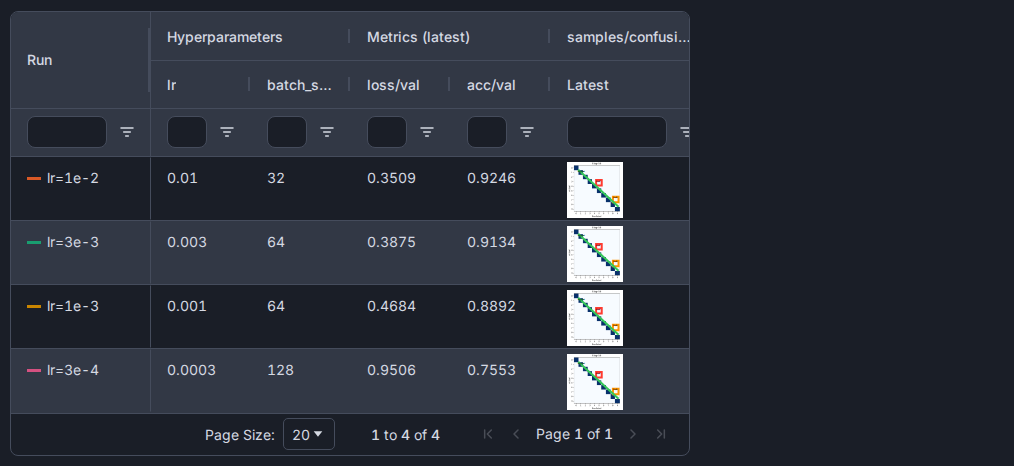 Run
Hyperparameters
Metrics (latest)
samples/confusi...
lr
batch_s...
loss/val
acc/val
Latest
lr=1e-2 0.01 32 0.3509 0.9246
lr=3e-3 0.003 64 0.3875 0.9134
lr=1e-3 0.001 64 0.4684 0.8892
lr=3e-4 0.0003 128 0.9506 0.7553
Page Size: 20 1 to 4 of 4 Page 1 of 1